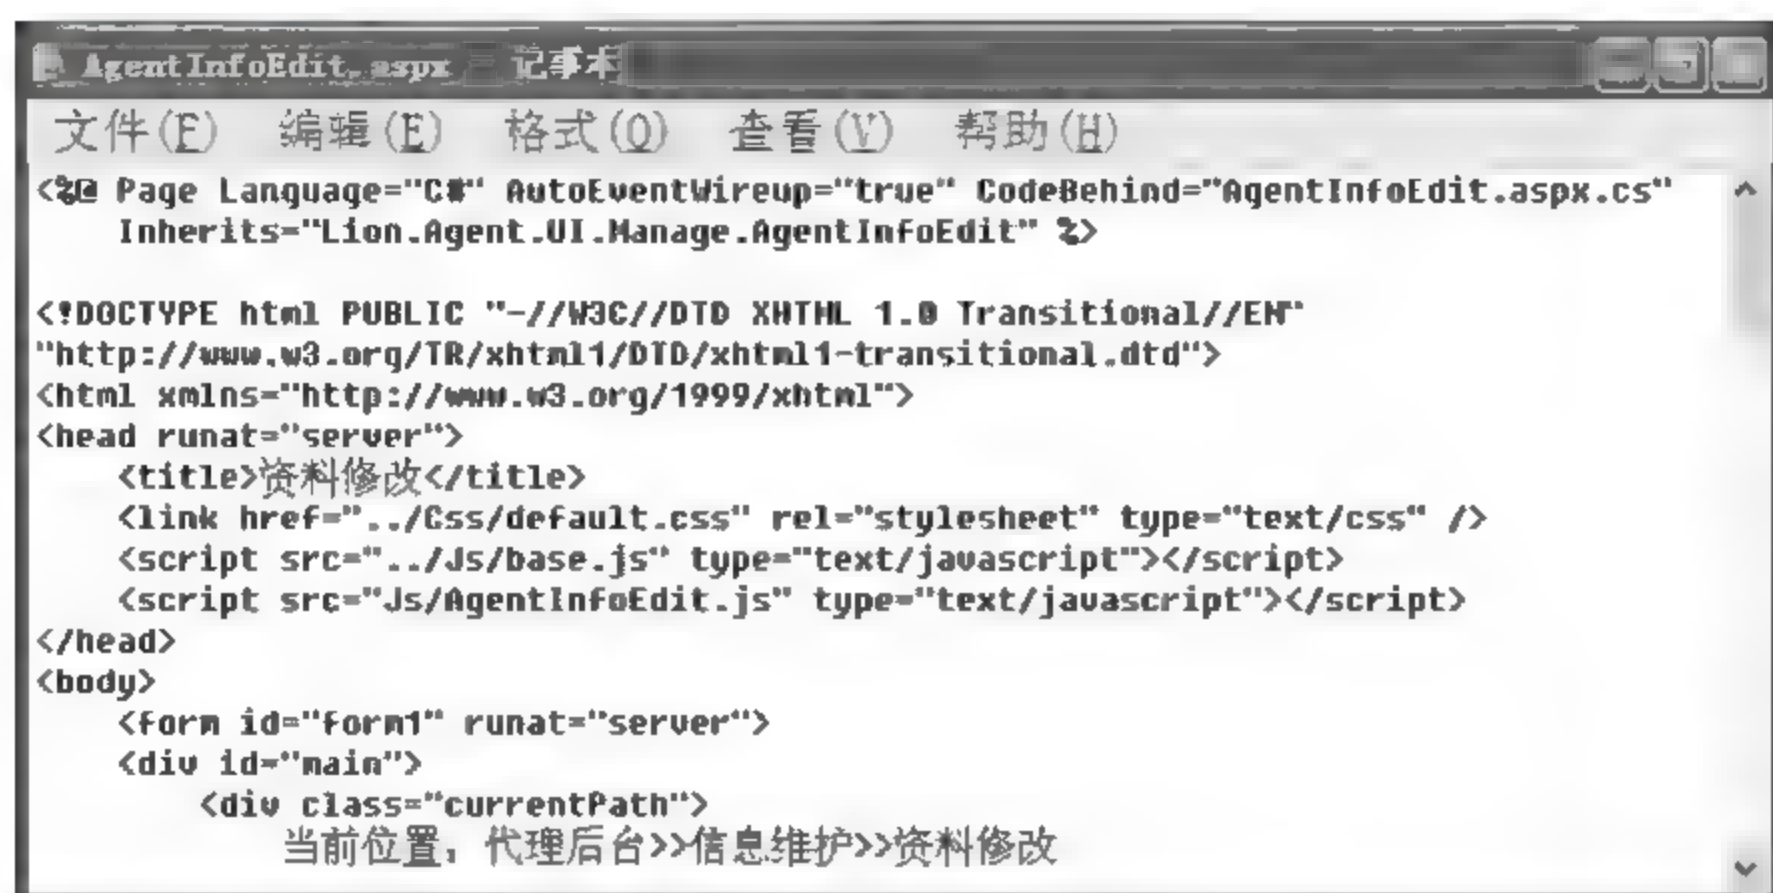 AgentInfoEdit.aspx - 记事本
文件(F) 编辑(E) 格式(O) 查看(V) 帮助(H)
<%@ Page Language="C#" AutoEventWireup="true" CodeBehind="AgentInfoEdit.aspx.cs"
Inherits="Lion.Agent.UI.Manage.AgentInfoEdit" %>
<!DOCTYPE html PUBLIC "-//W3C//DTD XHTML 1.0 Transitional//EN"
"http://www.w3.org/TR/xhtml1/DTD/xhtml1-transitional.dtd">
<html xmlns="http://www.w3.org/1999/xhtml">
<head runat="server">
<title>资料修改</title>
<link href="../Css/default.css" rel="stylesheet" type="text/css" />
<script src="../Js/base.js" type="text/javascript"></script>
<script src="Js/AgentInfoEdit.js" type="text/javascript"></script>
</head>
<body>
<form id="form1" runat="server">
<div id="main">
<div class="currentPath">
当前位置：代理后台>>信息维护>>资料修改